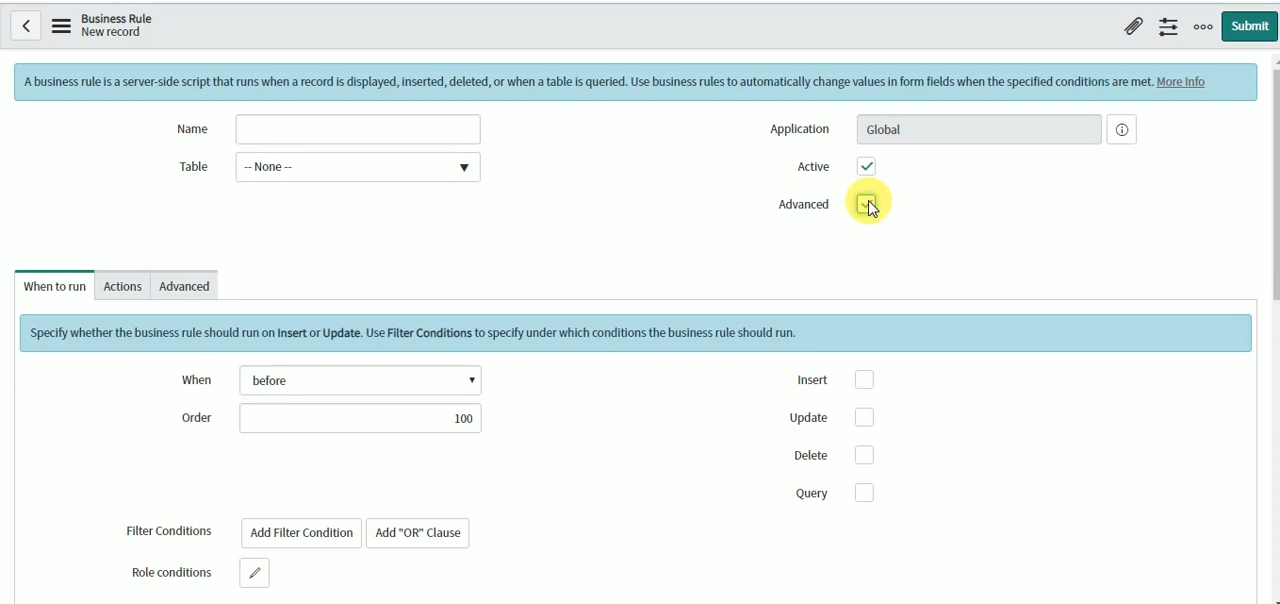 Business Rule
New record
Submit
A business rule is a server-side script that runs when a record is displayed, inserted, deleted, or when a table is queried. Use business rules to automatically change values in form fields when the specified conditions are met. More Info
Name
Application Global
Table -- None --
Active
Advanced
When to run Actions Advanced
Specify whether the business rule should run on Insert or Update. Use Filter Conditions to specify under which conditions the business rule should run.
When before
Insert
Order 100
Update
Delete
Query
Filter Conditions Add Filter Condition Add "OR" Clause
Role conditions